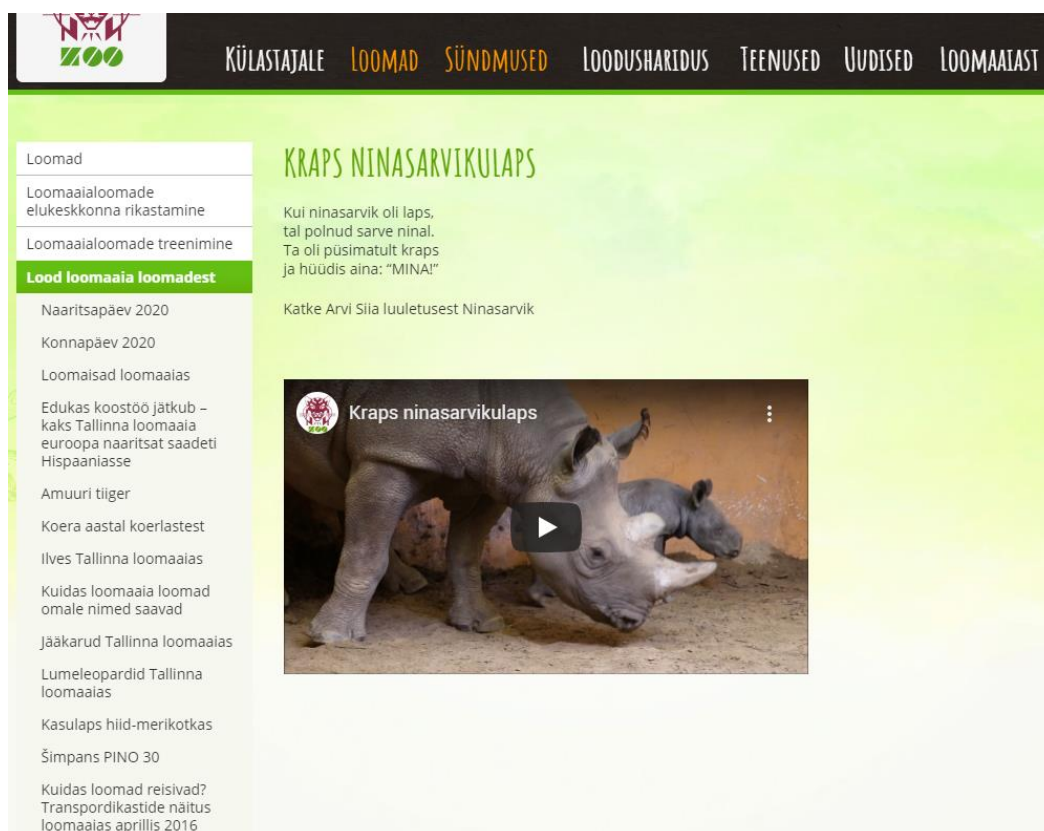 ZOO
KÜLASTAJALE LOOMAD SÜNDMUSED LOODUSHARIDUS TEENUSED UUDISED LOOMAAIAST
Loomad
Loomaaialoomade
elukeskkonna rikastamine
Loomaaialoomade treenimine
Lood loomaaia loomadest
Naaritsapäev 2020
Konnapäev 2020
Loomaisad loomaaias
Edukas koostöö jätkub –
kaks Tallinna loomaaia
euroopa naaritsat saadeti
Hispaaniasse
Amuuri tiiger
Koera aastal koerlastest
Ilves Tallinna loomaaias
Kuidas loomaaia loomad
omale nimed saavad
Jääkarud Tallinna loomaaias
Lumeleopardid Tallinna
loomaaias
Kasulaps hiid-merikotkas
Šimpans PINO 30
Kuidas loomad reisivad?
Transpordikastide näitus
loomaaias aprillis 2016
KRAPS NINASARVIKULAPS
Kui ninasarvik oli laps,
tal polnud sarve ninal.
Ta oli püsimatult kraps
ja hüüdis aina: “MINA!”
Katke Arvi Siia luuletusest Ninasarvik
ZOO
Kraps ninasarvikulaps